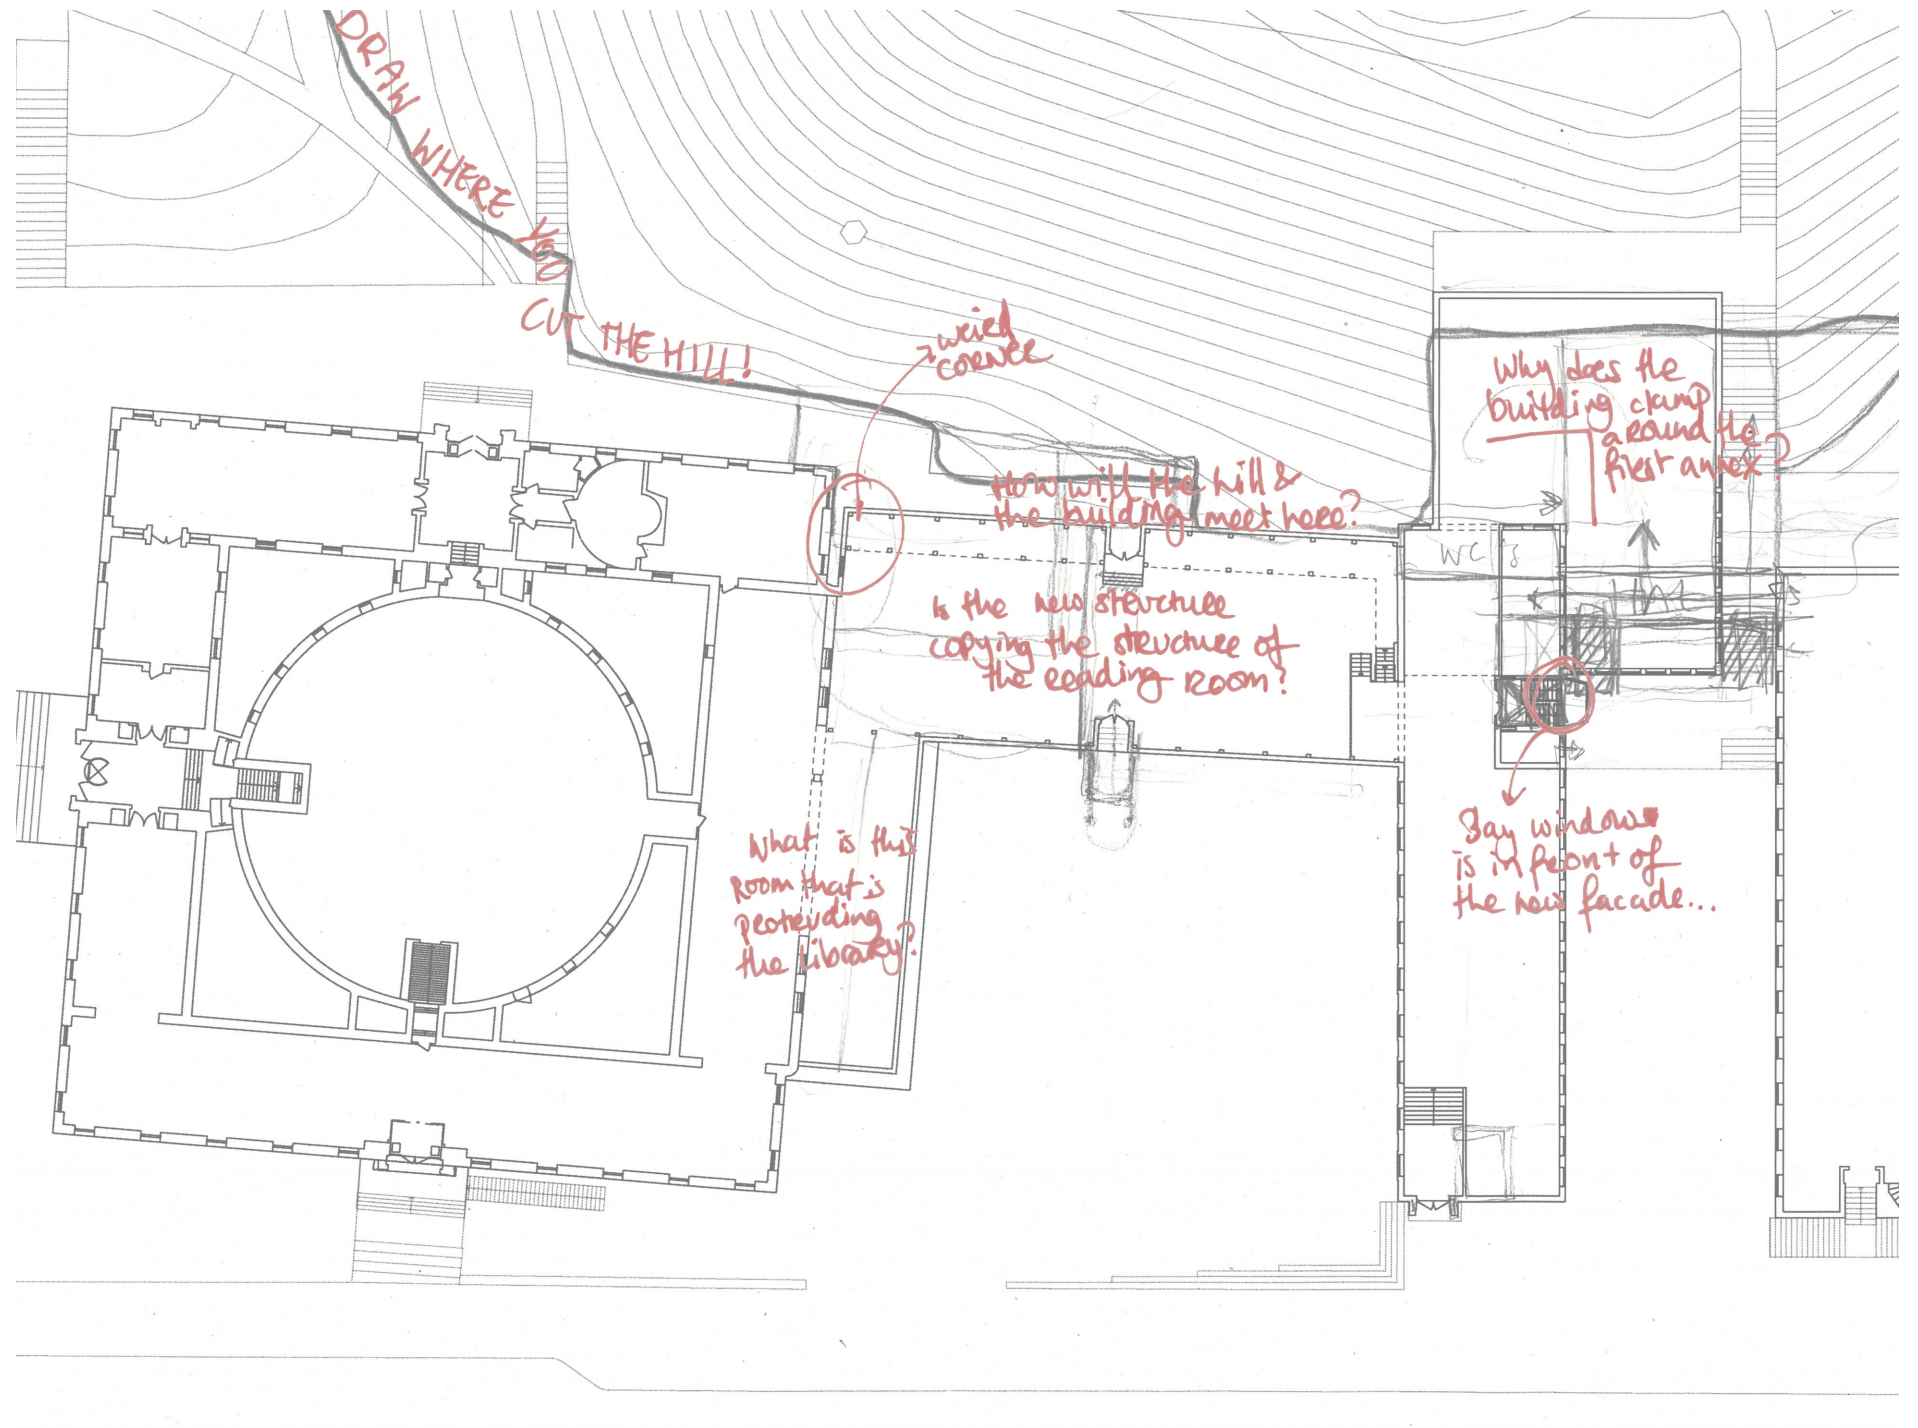 DRAW
WHERE
YOU
CUT THE HILL!
weird
CORNER
Why does the
building clamp
around the
first annex?
How will the hill &
the building meet here?
WC's
is the new structure
copying the structure of
the reading room?
What is this
room that is
protruding
the Library?
Bay window
is in front of
the new facade...